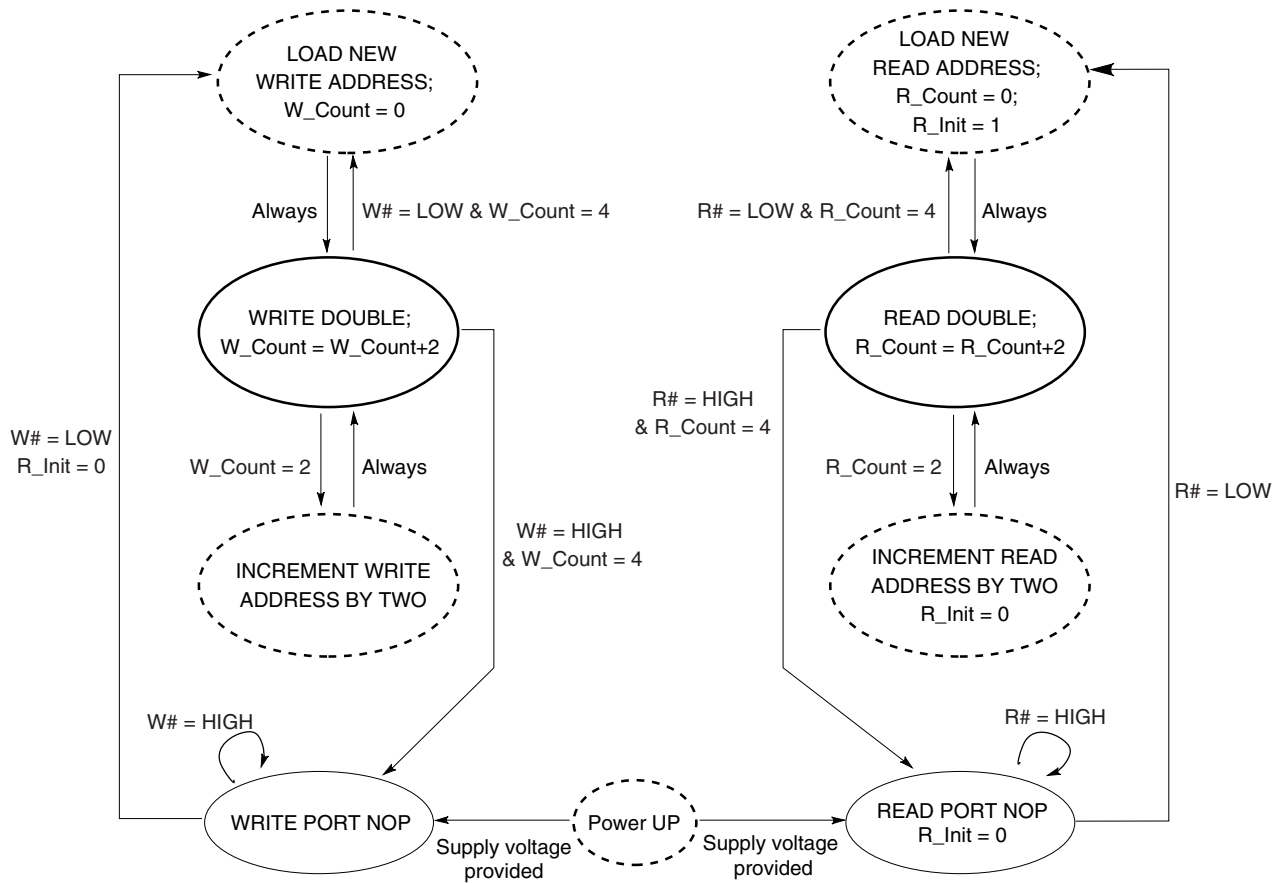 LOAD NEW
WRITE ADDRESS;
W_Count = 0
LOAD NEW
READ ADDRESS;
R_Count = 0;
R_Init = 1
Always
W# = LOW & W_Count = 4
R# = LOW & R_Count = 4
Always
WRITE DOUBLE;
W_Count = W_Count+2
READ DOUBLE;
R_Count = R_Count+2
W# = LOW
R_Init = 0
W_Count = 2
Always
R# = HIGH
& R_Count = 4
R_Count = 2
Always
R# = LOW
W# = HIGH
& W_Count = 4
INCREMENT WRITE
ADDRESS BY TWO
INCREMENT READ
ADDRESS BY TWO
R_Init = 0
W# = HIGH
R# = HIGH
WRITE PORT NOP
Power UP
READ PORT NOP
R_Init = 0
Supply voltage
provided
Supply voltage
provided